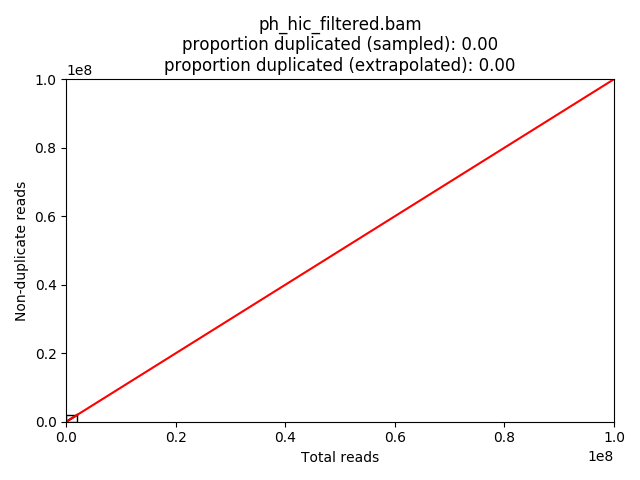 ph_hic_filtered.bam
proportion duplicated (sampled): 0.00
proportion duplicated (extrapolated): 0.00
1e8
1.0
0.8
0.6
0.4
0.2
0.0
Non-duplicate reads
0.0 0.2 0.4 0.6 0.8 1.0
Total reads
1e8